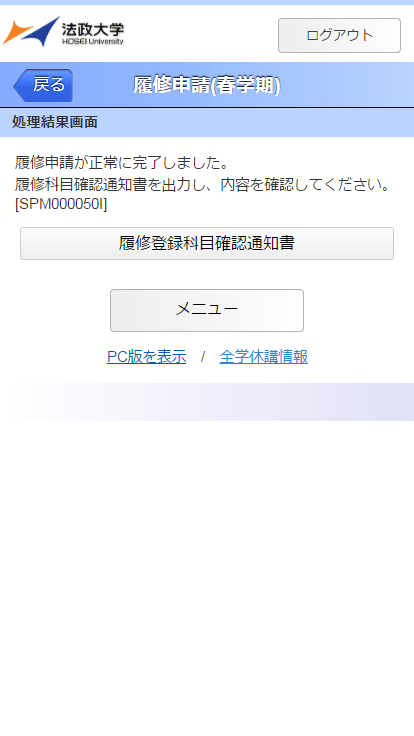 法政大学
HOSEI University
ログアウト
戻る
履修申請(春学期)
処理結果画面
履修申請が正常に完了しました。
履修科目確認通知書を出力し、内容を確認してください。
[SPM000050I]
履修登録科目確認通知書
メニュー
PC版を表示 / 全学休講情報